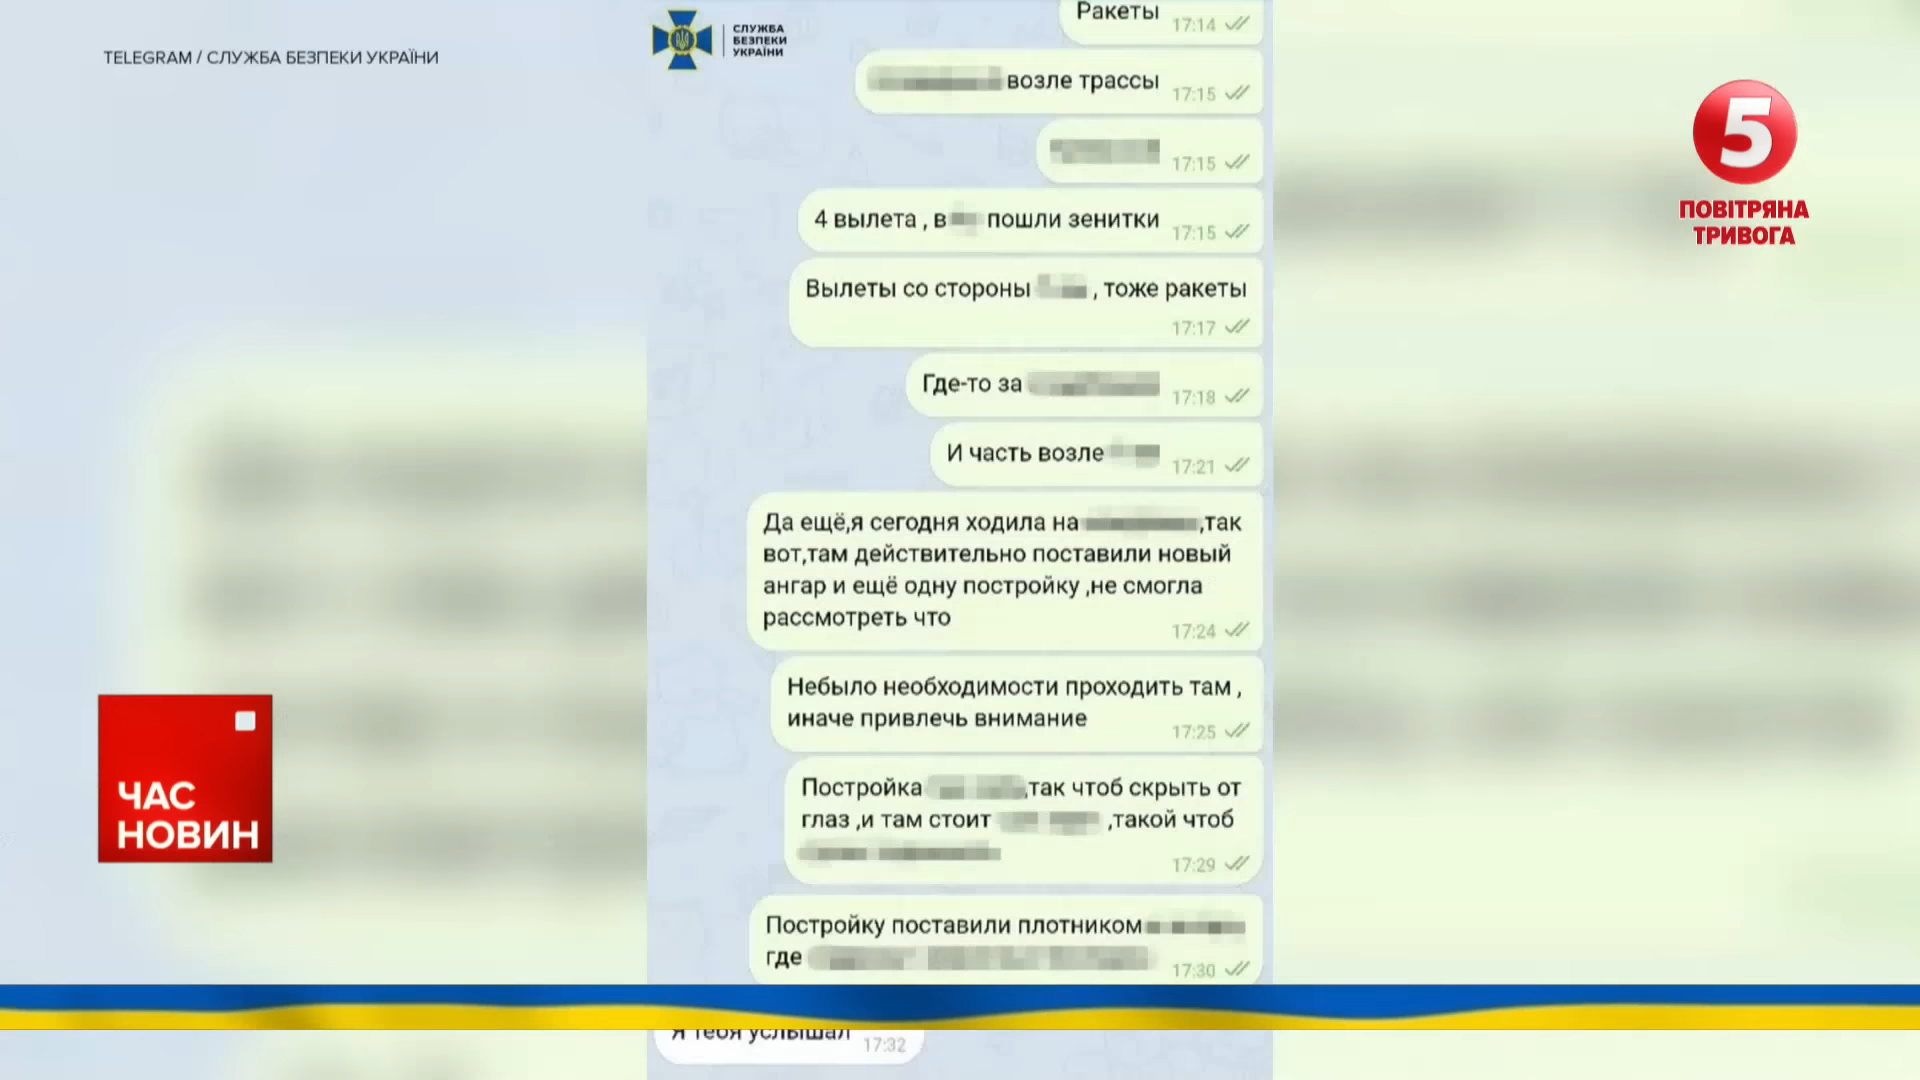 TELEGRAM / СЛУЖБА БЕЗПЕКИ УКРАЇНИ
СЛУЖБА
БЕЗПЕКИ
УКРАЇНИ
Ракеты
17:14
возле трассы
17:15
17:15
4 вылета , в пошли зенитки
17:15
Вылеты со стороны , тоже ракеты
17:17
Где-то за
17:18
И часть возле
17:21
Да ещё,я сегодня ходила на ,так
вот,там действительно поставили новый
ангар и ещё одну постройку ,не смогла
рассмотреть что
17:24
Небыло необходимости проходить там ,
иначе привлечь внимание
17:25
Постройка ,так чтоб скрыть от
глаз ,и там стоит ,такой чтоб
17:29
Постройку поставили плотником
где
17:30
Я тебя услышал
17:32
5
ПОВІТРЯНА
ТРИВОГА
ЧАС
НОВИН